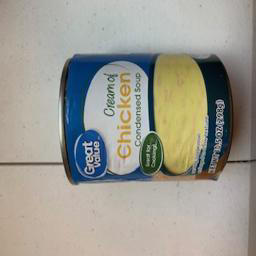 Great
Value
Cream of
Chicken
Condensed Soup
Great for
Cooking!
NET WT 10.5 OZ (298g)